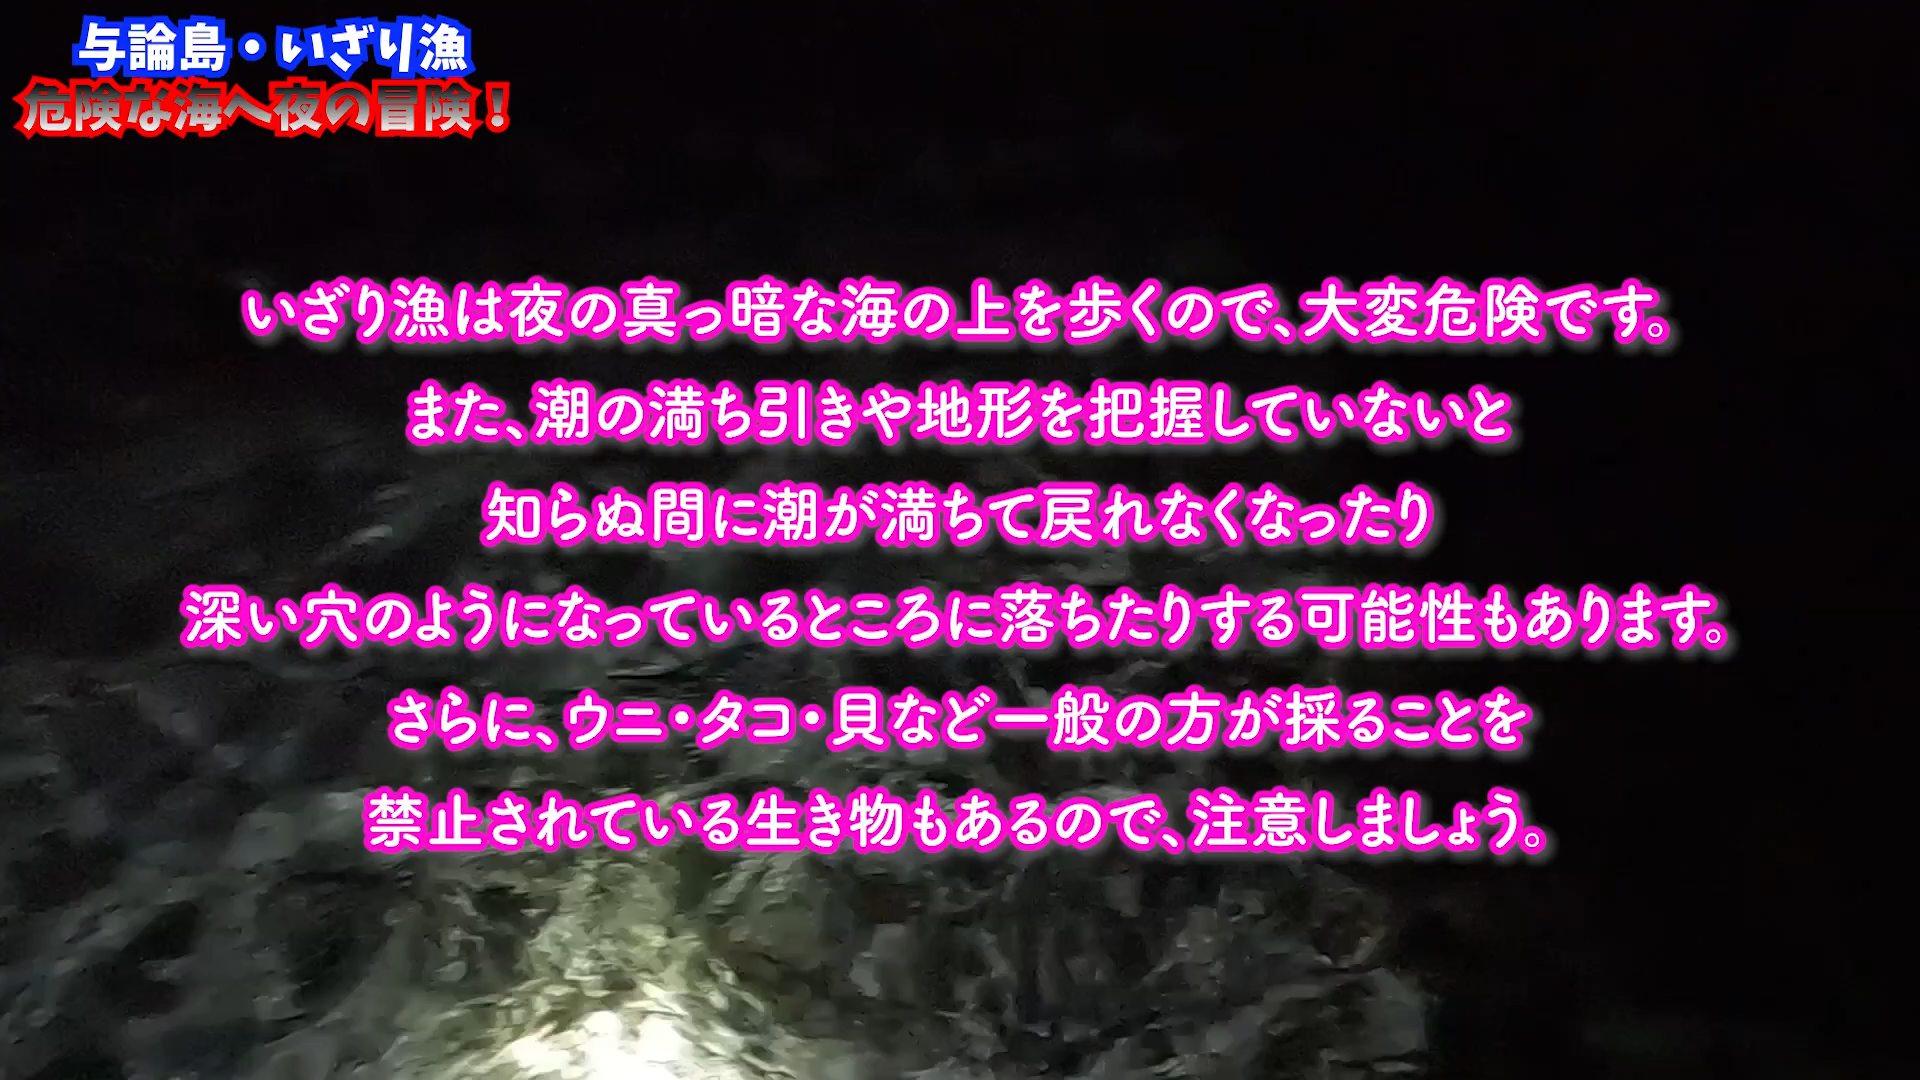 与論島・いざり漁
危険な海へ夜の冒険！
いざり漁は夜の真っ暗な海の上を歩くので、大変危険です。
また、潮の満ち引きや地形を把握していないと
知らぬ間に潮が満ちて戻れなくなったり
深い穴のようになっているところに落ちたりする可能性もあります。
さらに、ウニ・タコ・貝など一般の方が採ることを
禁止されている生き物もあるので、注意しましょう。